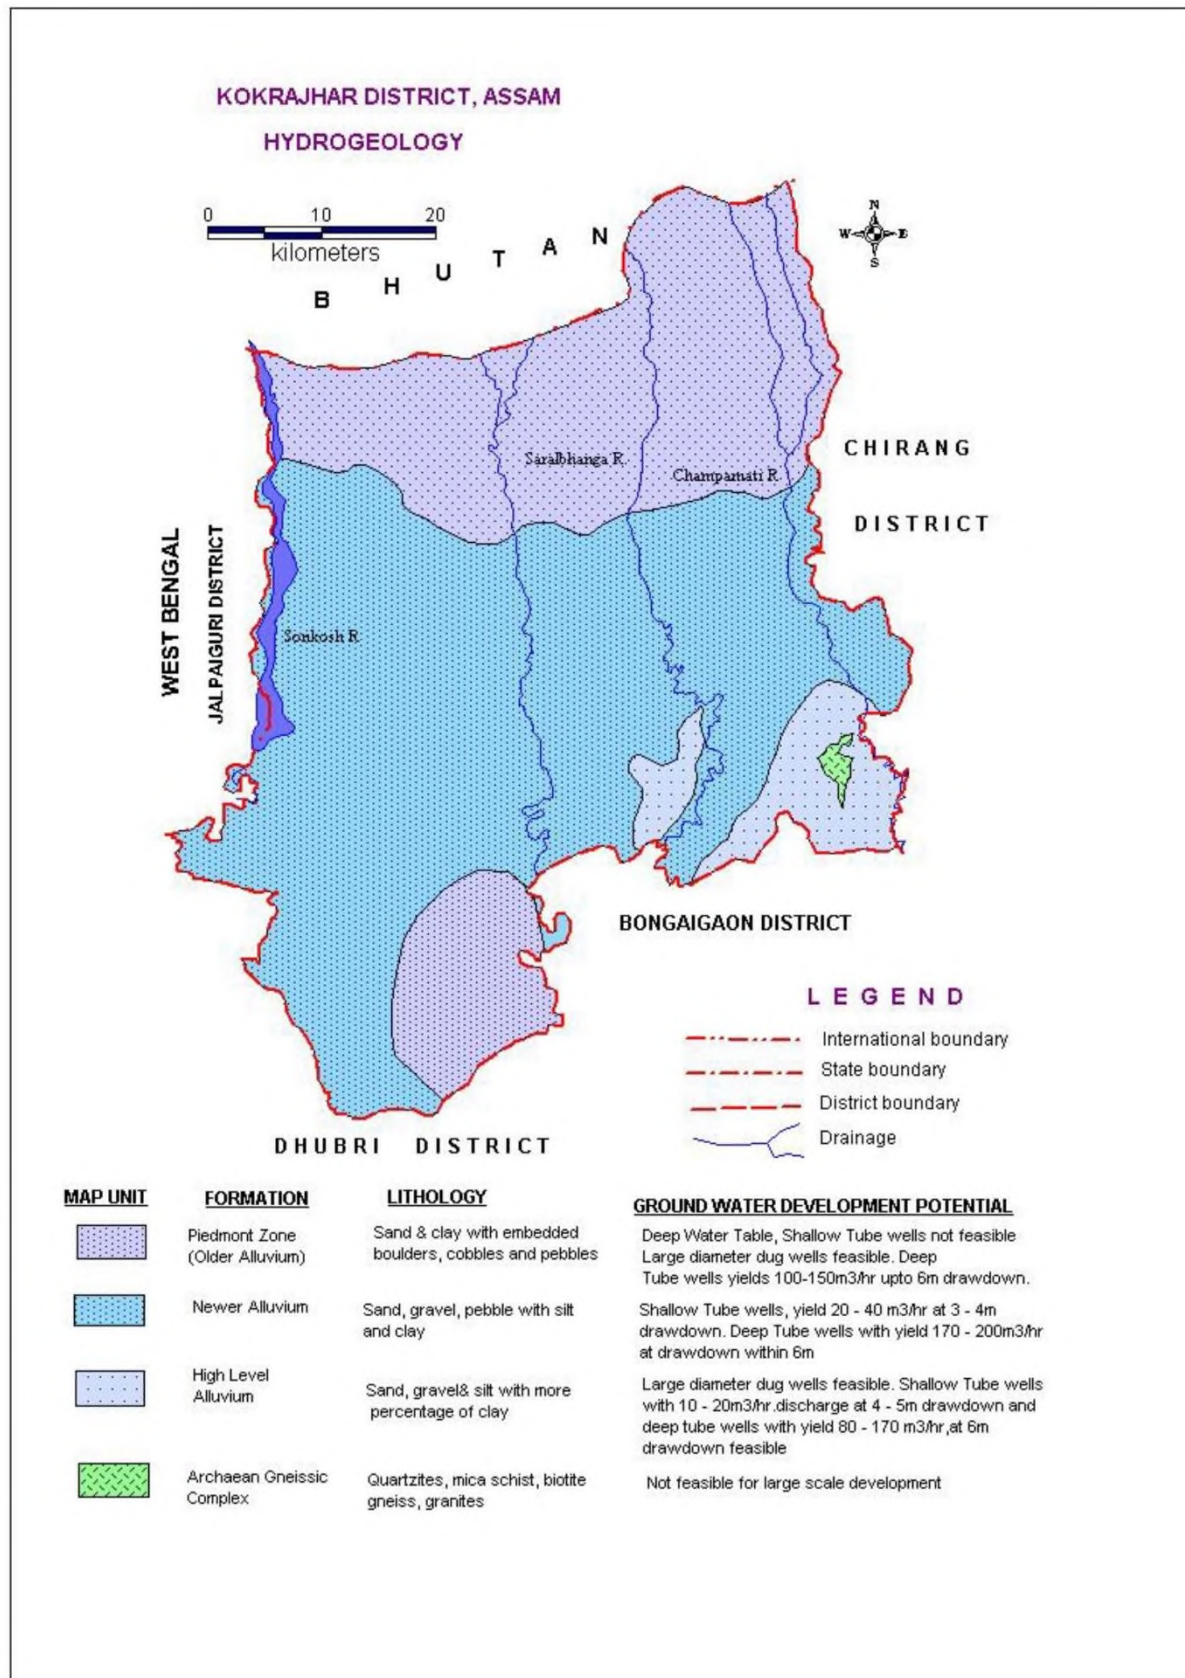 KOKRAJHAR DISTRICT, ASSAM
HYDROGEOLOGY
0 10 20
kilometers
B H U T A N
N
W E
S
Saralbhanga R.
Champamati R.
CHIRANG
DISTRICT
WEST BENGAL
JALPAIGURI DISTRICT
Sonkosh R
BONGAIGAON DISTRICT
DHUBRI DISTRICT
L E G E N D
International boundary
State boundary
District boundary
Drainage
MAP UNIT FORMATION LITHOLOGY GROUND WATER DEVELOPMENT POTENTIAL
Piedmont Zone
(Older Alluvium)
Sand & clay with embedded
boulders, cobbles and pebbles
Deep Water Table, Shallow Tube wells not feasible
Large diameter dug wells feasible. Deep
Tube wells yields 100-150m3/hr upto 6m drawdown.
Newer Alluvium
Sand, gravel, pebble with silt
and clay
Shallow Tube wells, yield 20 - 40 m3/hr at 3 - 4m
drawdown. Deep Tube wells with yield 170 - 200m3/hr
at drawdown within 6m
High Level
Alluvium
Sand, gravel& silt with more
percentage of clay
Large diameter dug wells feasible. Shallow Tube wells
with 10 - 20m3/hr.discharge at 4 - 5m drawdown and
deep tube wells with yield 80 - 170 m3/hr,at 6m
drawdown feasible
Archaean Gneissic
Complex
Quartzites, mica schist, biotite
gneiss, granites
Not feasible for large scale development